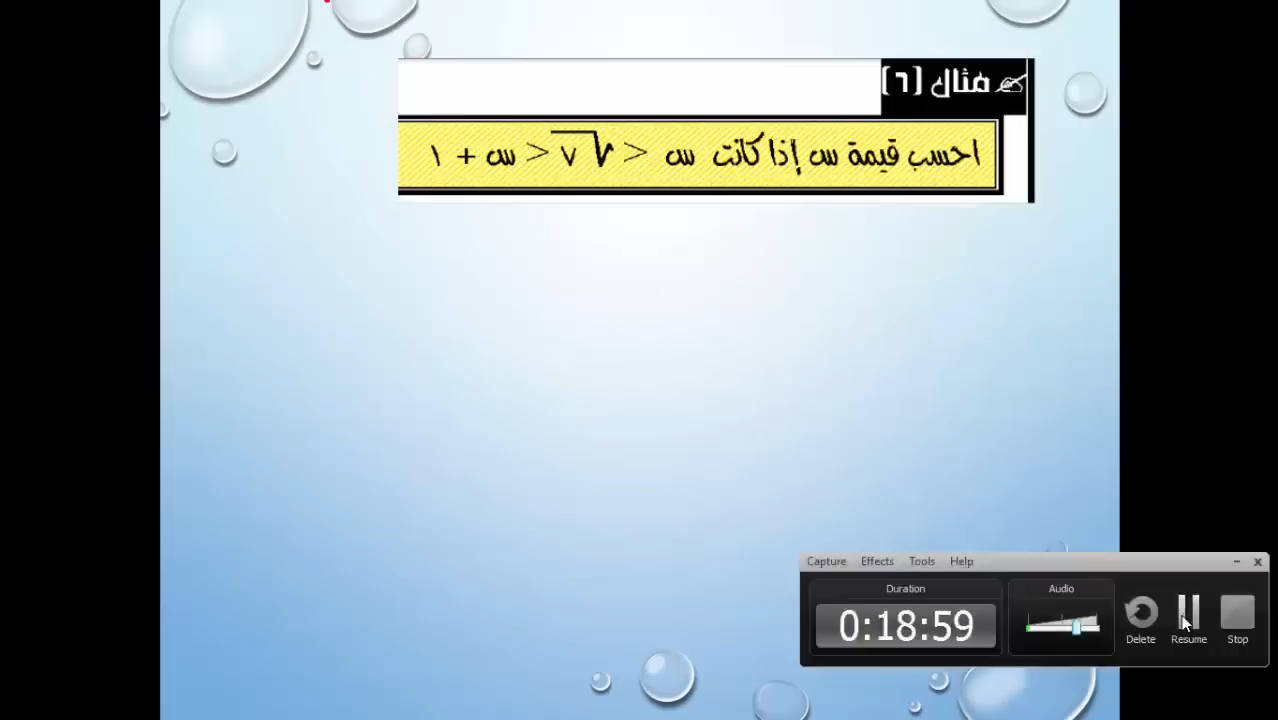 مثال (٦)
احسب قيمة س إذا كانت س > √٧ > س + ١
Capture Effects Tools Help
Duration
0:18:59
Audio
Delete
Resume
Stop